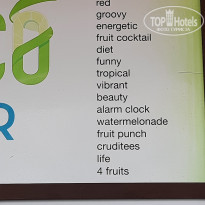 red
groovy
energetic
fruit cocktail
diet
funny
tropical
vibrant
beauty
alarm clock
watermelonade
fruit punch
cruditees
life
4 fruits
R
TOP Hotels